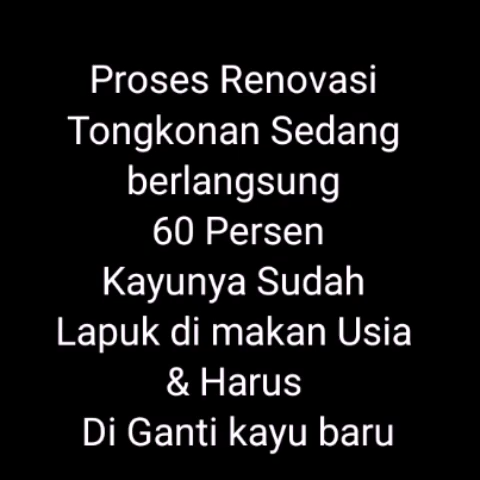 Proses Renovasi
Tongkonan Sedang
berlangsung
60 Persen
Kayunya Sudah
Lapuk di makan Usia
& Harus
Di Ganti kayu baru